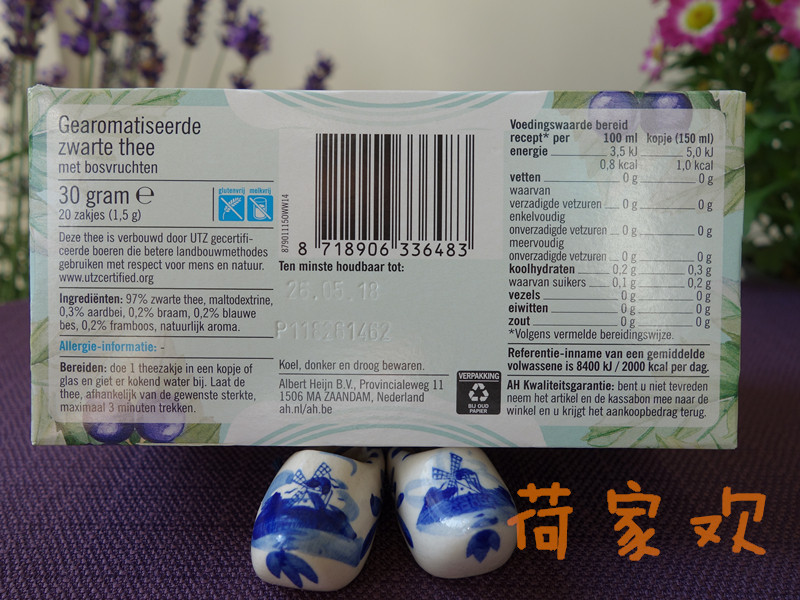 Gearomatiseerde
zwarte thee
met bosvruchten
30 gram ℮
20 zakjes (1,5 g)
glutenvrij melkvrij
Deze thee is verbouwd door UTZ gecertifi-
ceerde boeren die betere landbouwmethodes
gebruiken met respect voor mens en natuur.
www.utzcertified.org
Ingrediënten: 97% zwarte thee, maltodextrine,
0,3% aardbei, 0,2% braam, 0,2% blauwe
bes, 0,2% framboos, natuurlijk aroma.
Allergie-informatie: -
Bereiden: doe 1 theezakje in een kopje of
glas en giet er kokend water bij. Laat de
thee, afhankelijk van de gewenste sterkte,
maximaal 3 minuten trekken.
879011150WW14
8 718906 336483
Ten minste houdbaar tot:
26.05.18
Koel, donker en droog bewaren.
Albert Heijn B.V., Provincialeweg 11
1506 MA ZAANDAM, Nederland
ah.nl/ah.be
VERPAKKING
BIJ OUD
PAPIER
Voedingswaarde bereid
recept* per 100 ml kopje (150 ml)
energie 3,5 kJ 5,0 kJ
0,8 kcal 1,0 kcal
vetten 0 g 0 g
waarvan
verzadigde vetzuren 0 g 0 g
enkelvoudig
onverzadigde vetzuren 0 g 0 g
meervoudig
onverzadigde vetzuren 0 g 0 g
koolhydraten 0,2 g 0,3 g
waarvan suikers 0,1 g 0,2 g
vezels 0 g 0 g
eiwitten 0 g 0 g
zout 0 g 0 g
*Volgens vermelde bereidingswijze.
Referentie-inname van een gemiddelde
volwassene is 8400 kJ / 2000 kcal per dag.
AH Kwaliteitsgarantie: bent u niet tevreden
neem het artikel en de kassabon mee naar de
winkel en u krijgt het aankoopbedrag terug.
荷家欢